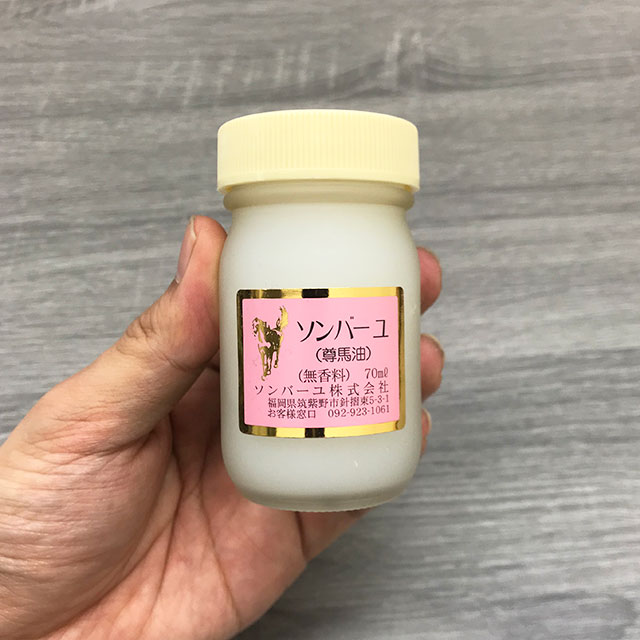 ソンバーユ
（尊馬油）
（無香料） 70mℓ
ソンバーユ株式会社
福岡県筑紫野市針摺東5-3-1
お客様窓口 092-923-1061